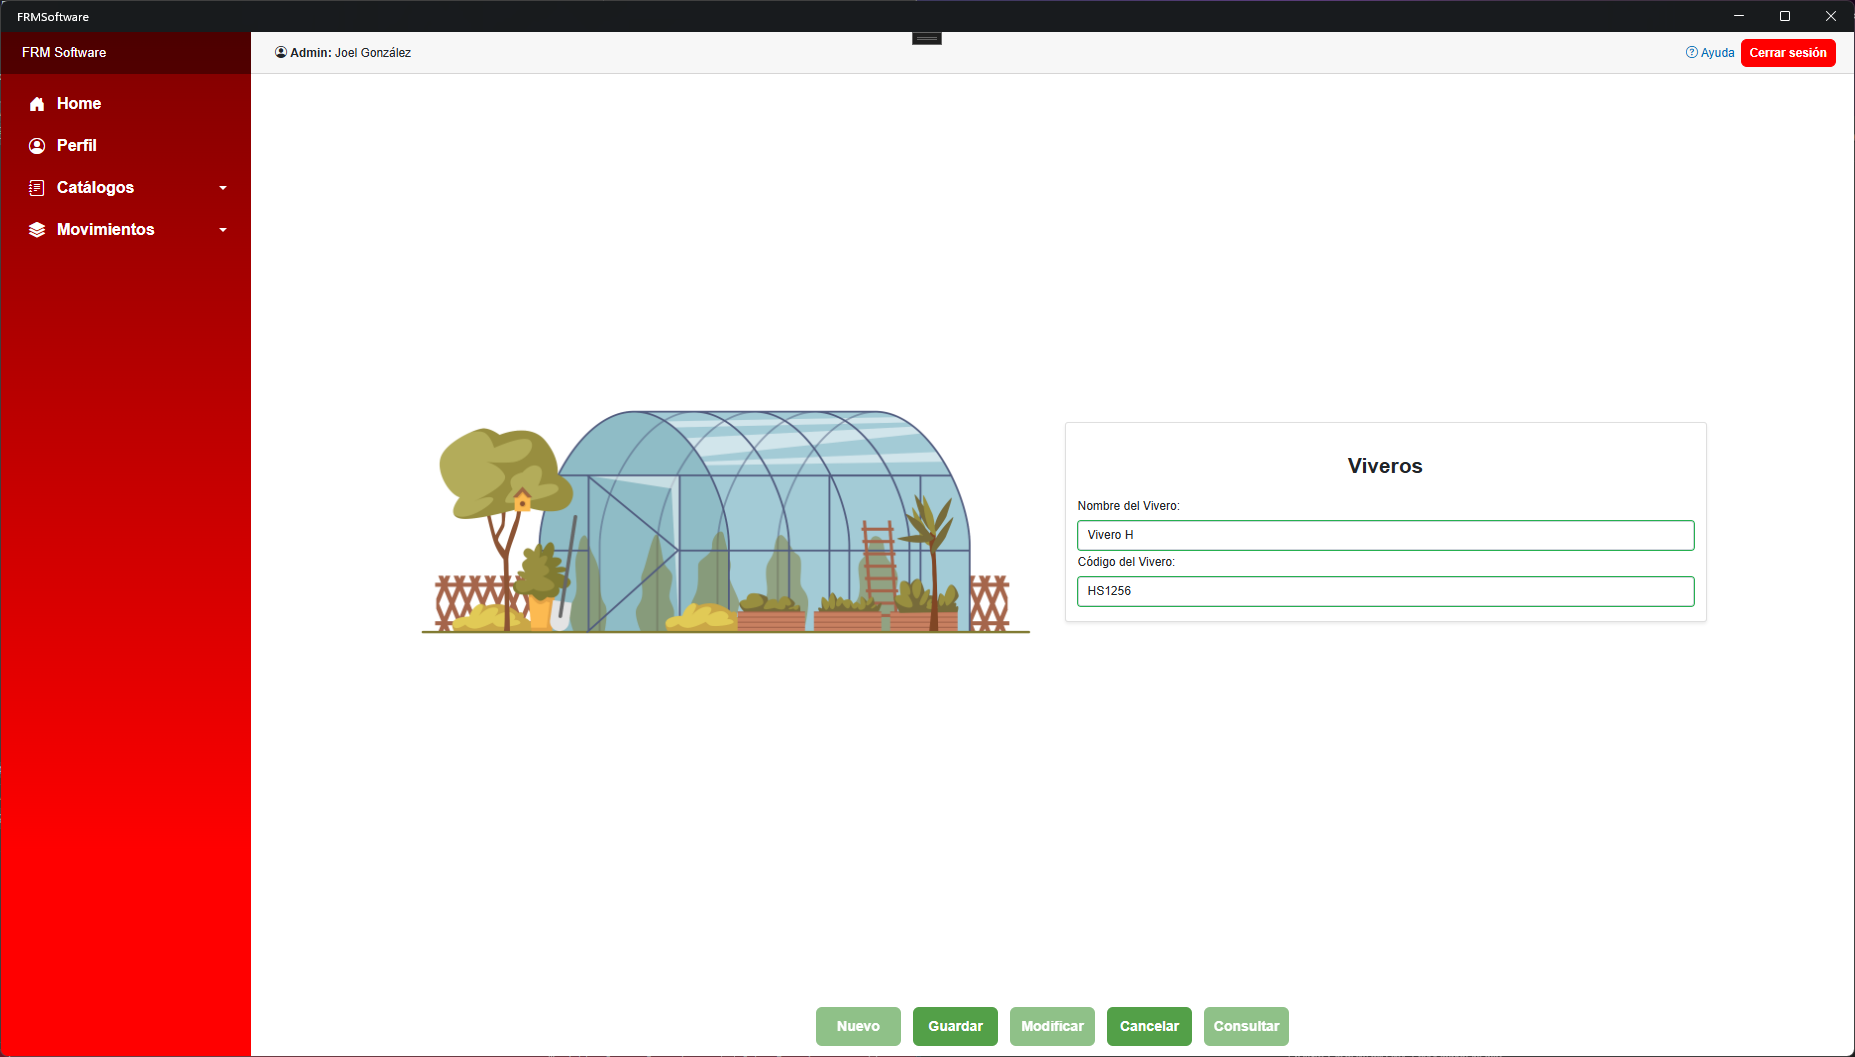 FRMSoftware
FRM Software
Admin: Joel González
Ayuda
Cerrar sesión
Home
Perfil
Catálogos
Movimientos
Viveros
Nombre del Vivero:
Vivero H
Código del Vivero:
HS1256
Nuevo
Guardar
Modificar
Cancelar
Consultar